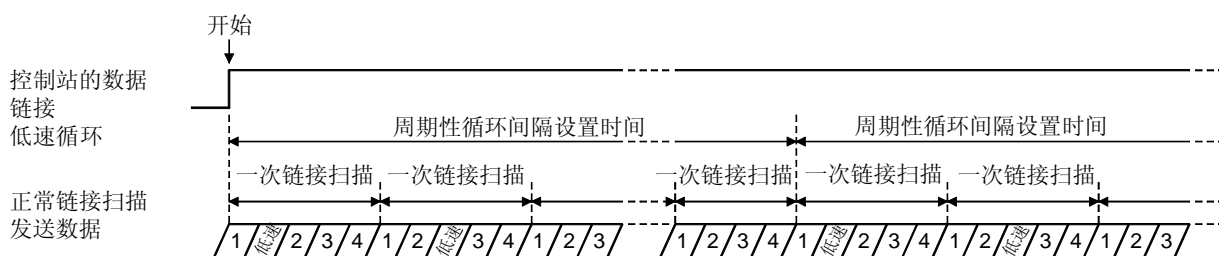 开始
控制站的数据
链接
低速循环
周期性循环间隔设置时间 周期性循环间隔设置时间
一次链接扫描 一次链接扫描 一次链接扫描 一次链接扫描 一次链接扫描
正常链接扫描
发送数据
1 低速 2 3 4 1 2 低速 3 4 1 2 3 1 2 3 4 1 低速 2 3 4 1 2 低速 3 4 1 2 3